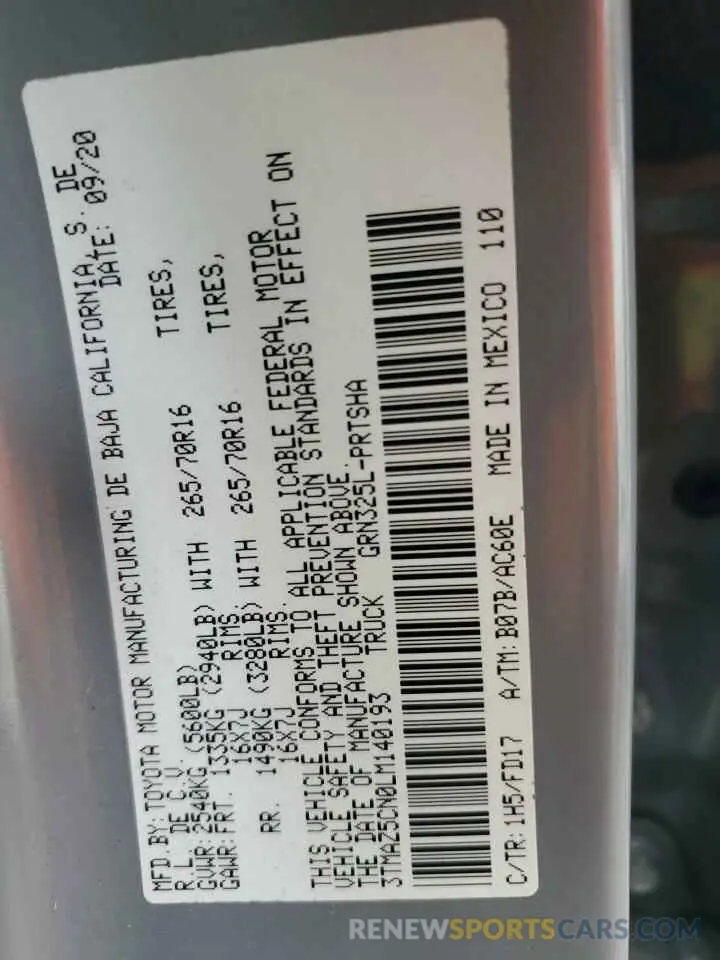 MFD.BY:TOYOTA MOTOR MANUFACTURING DE BAJA CALIFORNIA, S. DE
R.L. DE C.V. DATE: 09/20
GVWR:2540KG (5600LB)
GAWR:FRT. 1335KG (2940LB) WITH 265/70R16 TIRES,
16X7J RIMS.
RR. 1490KG (3280LB) WITH 265/70R16 TIRES,
16X7J RIMS.
THIS VEHICLE CONFORMS TO ALL APPLICABLE FEDERAL MOTOR
VEHICLE SAFETY AND THEFT PREVENTION STANDARDS IN EFFECT ON
THE DATE OF MANUFACTURE SHOWN ABOVE.
3TMAZ5CN0LM140193 TRUCK GRN325L-PRTSHA
C/TR:1H5/FD17 A/TM:B07B/AC60E MADE IN MEXICO 110
RENEWSPORTSCARS.COM